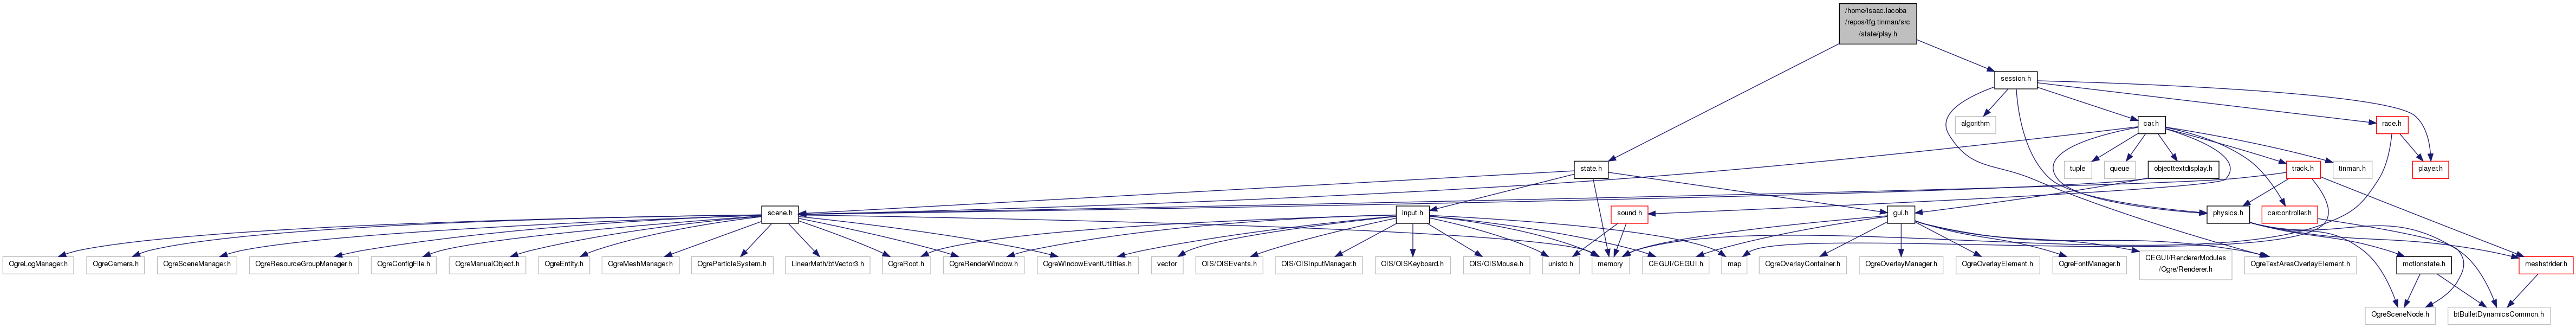 /home/isaac.lacoba
/repos/tfg.tinman/src
/state/play.h
session.h
algorithm
car.h
race.h
state.h
tuple
queue
objecttextdisplay.h
track.h
tinman.h
player.h
scene.h
input.h
sound.h
gui.h
physics.h
carcontroller.h
OgreLogManager.h
OgreCamera.h
OgreSceneManager.h
OgreResourceGroupManager.h
OgreConfigFile.h
OgreManualObject.h
OgreEntity.h
OgreMeshManager.h
OgreParticleSystem.h
LinearMath/btVector3.h
OgreRoot.h
OgreRenderWindow.h
OgreWindowEventUtilities.h
vector
OIS/OISEvents.h
OIS/OISInputManager.h
OIS/OISKeyboard.h
OIS/OISMouse.h
unistd.h
memory
CEGUI/CEGUI.h
map
OgreOverlayContainer.h
OgreOverlayManager.h
OgreOverlayElement.h
OgreFontManager.h
CEGUI/RendererModules
/Ogre/Renderer.h
OgreTextAreaOverlayElement.h
motionstate.h
meshstrider.h
OgreSceneNode.h
btBulletDynamicsCommon.h